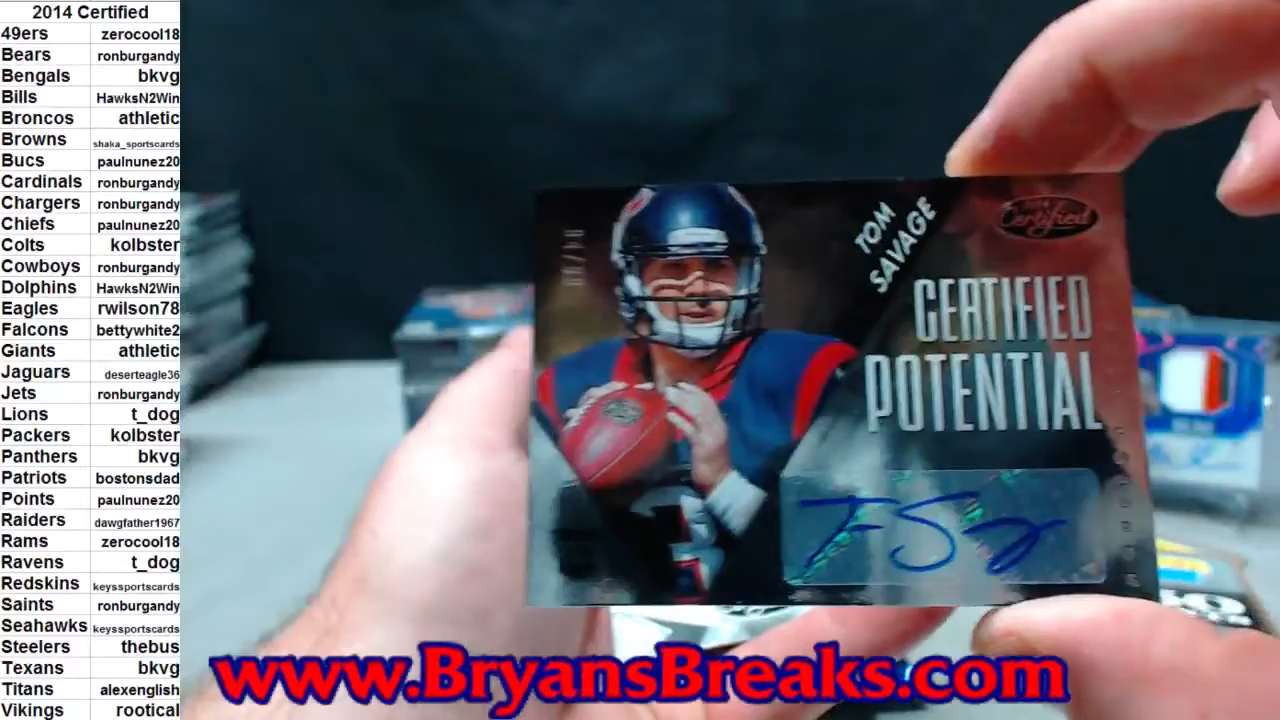 2014 Certified
49ers zerocool18
Bears ronburgandy
Bengals bkvg
Bills HawksN2Win
Broncos athletic
Browns shaka_sportscards
Bucs paulnunez20
Cardinals ronburgandy
Chargers ronburgandy
Chiefs paulnunez20
Colts kolbster
Cowboys ronburgandy
Dolphins HawksN2Win
Eagles rwilson78
Falcons bettywhite2
Giants athletic
Jaguars deserteagle36
Jets ronburgandy
Lions t_dog
Packers kolbster
Panthers bkvg
Patriots bostonsdad
Points paulnunez20
Raiders dawgfather1967
Rams zerocool18
Ravens t_dog
Redskins keyssportscards
Saints ronburgandy
Seahawks keyssportscards
Steelers thebus
Texans bkvg
Titans alexenglish
Vikings rootical
TOM
SAVAGE
Certified
CERTIFIED
POTENTIAL
www.BryansBreaks.com